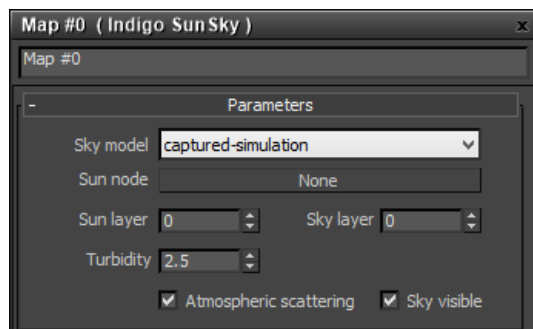 Map #0 ( Indigo SunSky ) x
Map #0
- Parameters
Sky model captured-simulation
Sun node None
Sun layer 0 Sky layer 0
Turbidity 2.5
Atmospheric scattering Sky visible